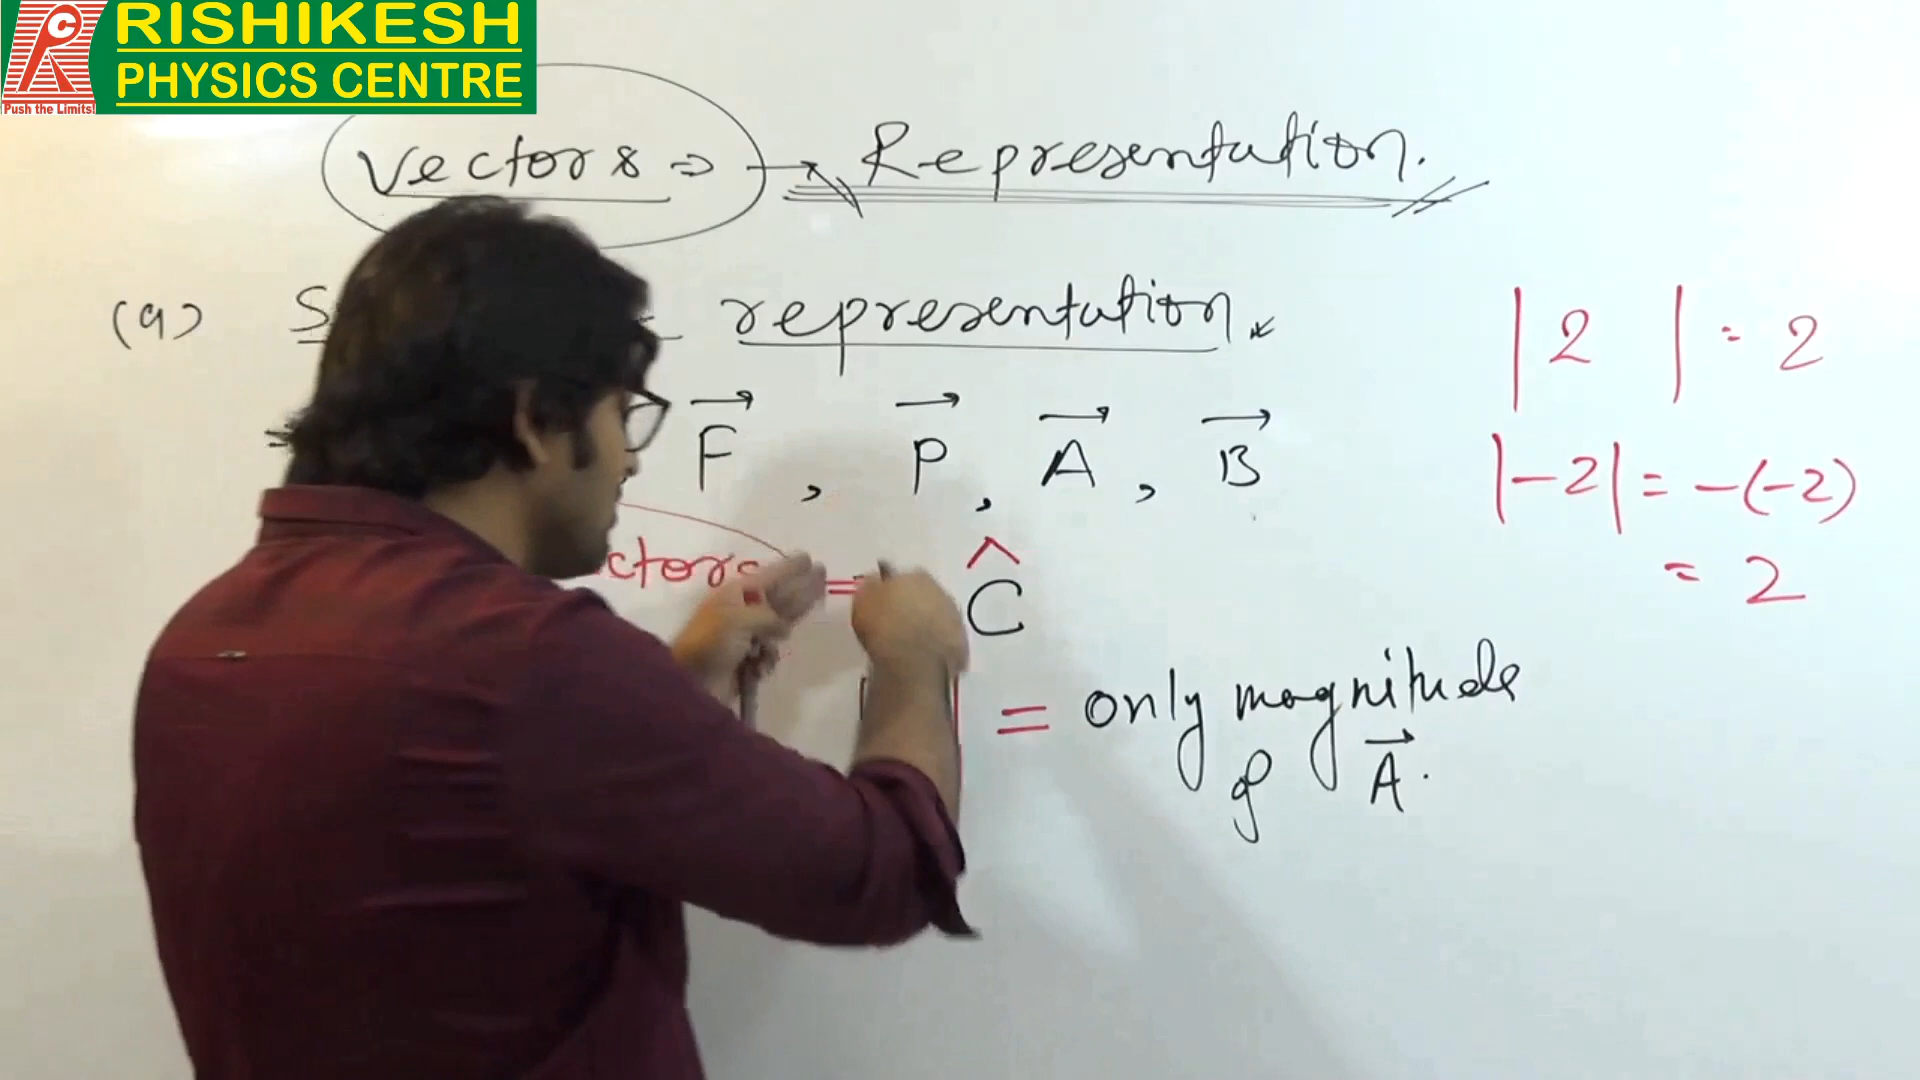 RISHIKESH
PHYSICS CENTRE
Push the Limits!
Vectors ⇒ → Representation.
(a) representation.
F⃗ , P⃗ , A⃗ , B⃗
= Ĉ
= only magnitude
of A⃗ .
|2| = 2
|-2| = -(-2)
= 2